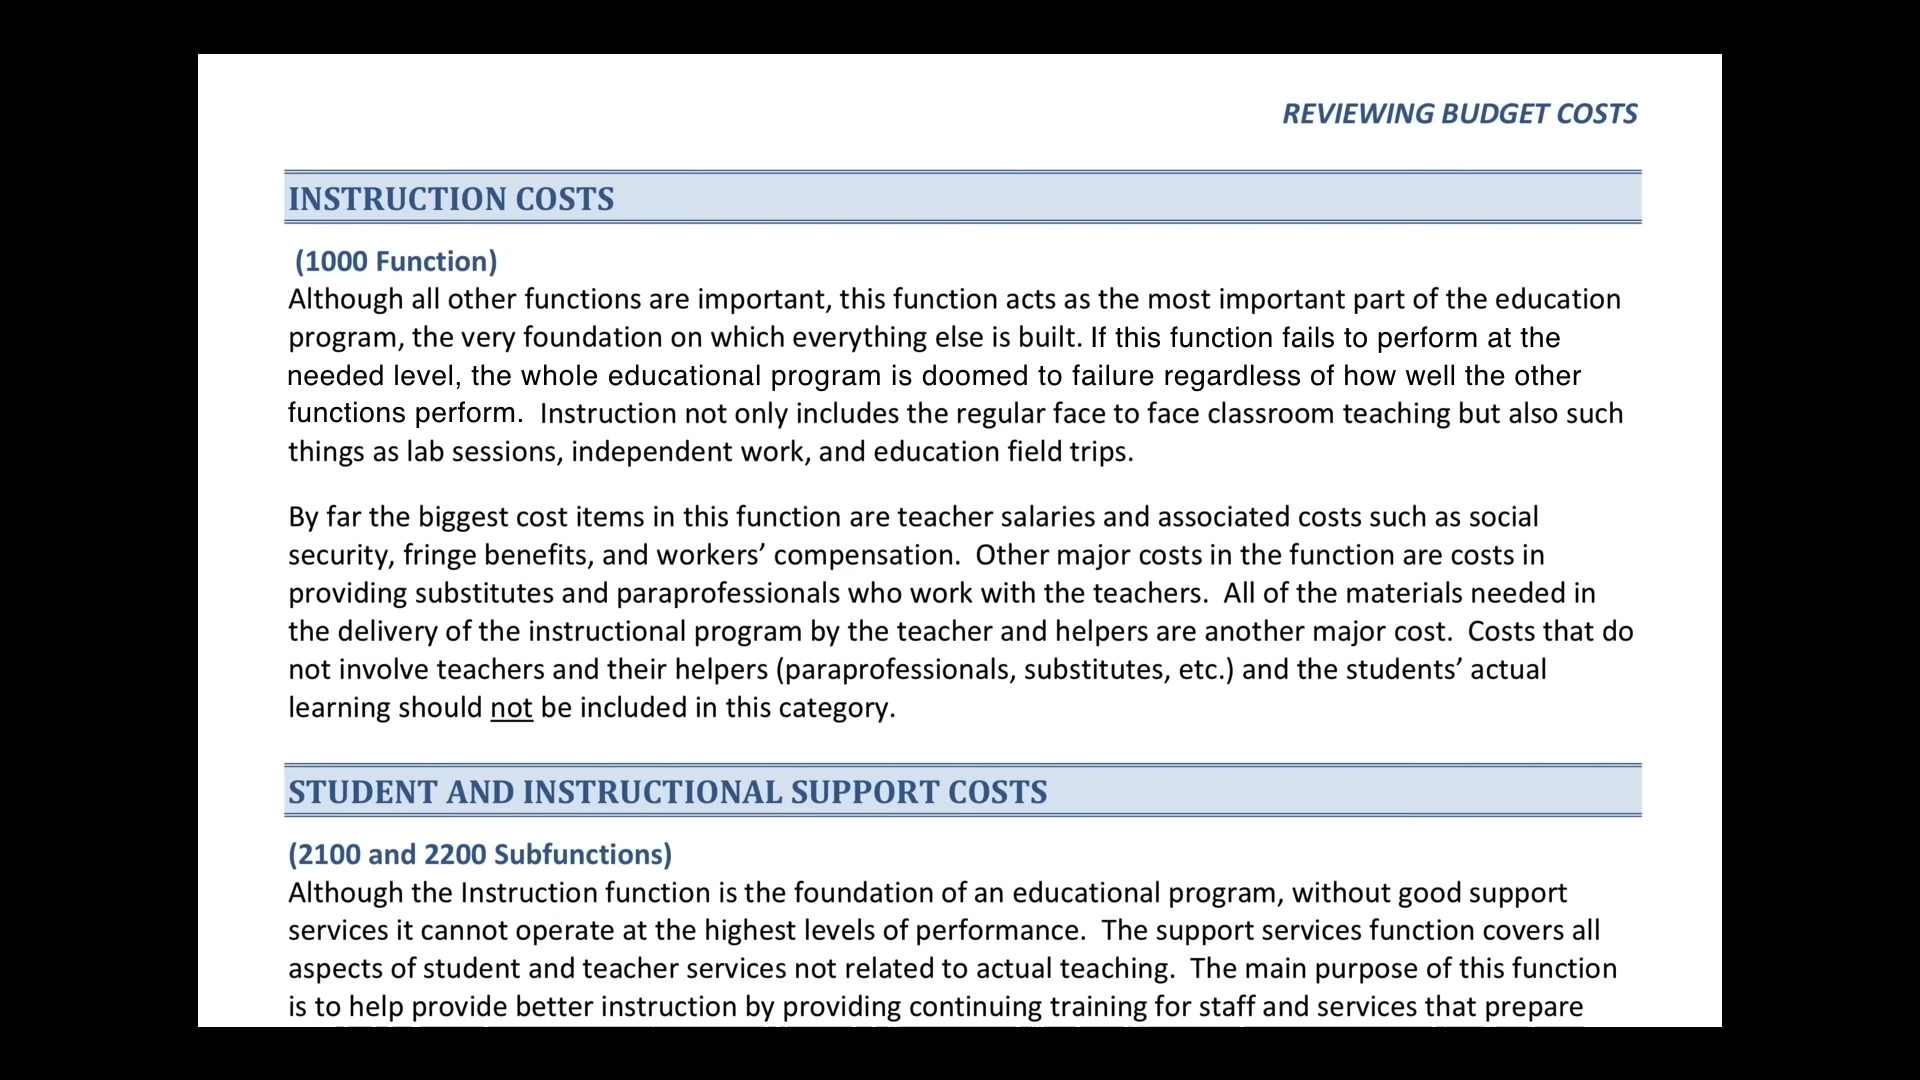 REVIEWING BUDGET COSTS
INSTRUCTION COSTS
(1000 Function)
Although all other functions are important, this function acts as the most important part of the education
program, the very foundation on which everything else is built. If this function fails to perform at the
needed level, the whole educational program is doomed to failure regardless of how well the other
functions perform.  Instruction not only includes the regular face to face classroom teaching but also such
things as lab sessions, independent work, and education field trips.
By far the biggest cost items in this function are teacher salaries and associated costs such as social
security, fringe benefits, and workers’ compensation.  Other major costs in the function are costs in
providing substitutes and paraprofessionals who work with the teachers.  All of the materials needed in
the delivery of the instructional program by the teacher and helpers are another major cost.  Costs that do
not involve teachers and their helpers (paraprofessionals, substitutes, etc.) and the students’ actual
learning should not be included in this category.
STUDENT AND INSTRUCTIONAL SUPPORT COSTS
(2100 and 2200 Subfunctions)
Although the Instruction function is the foundation of an educational program, without good support
services it cannot operate at the highest levels of performance.  The support services function covers all
aspects of student and teacher services not related to actual teaching.  The main purpose of this function
is to help provide better instruction by providing continuing training for staff and services that prepare